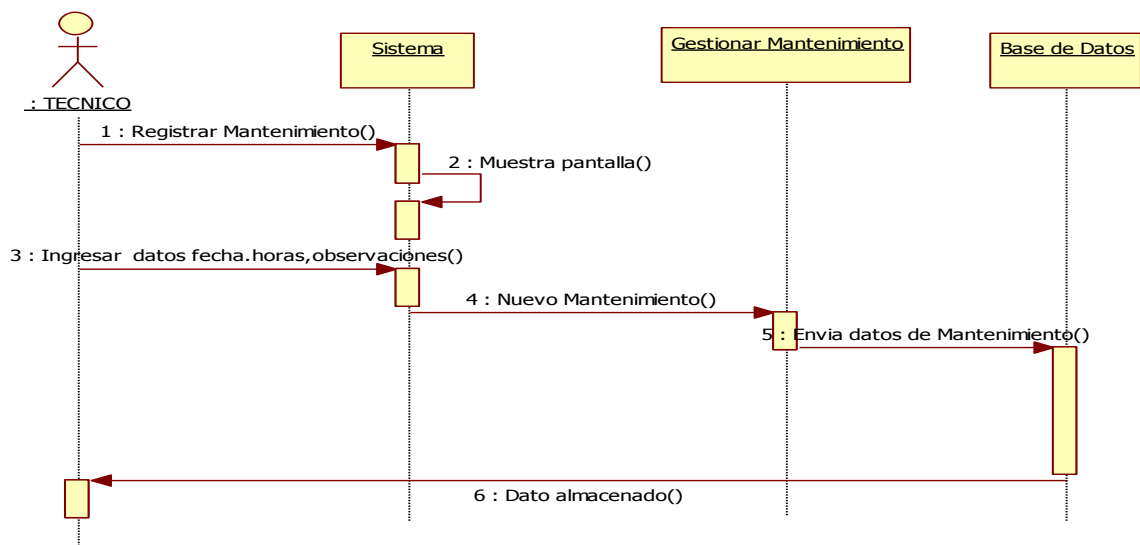 Sistema
Gestionar Mantenimiento
Base de Datos
: TECNICO
1 : Registrar Mantenimiento()
2 : Muestra pantalla()
3 : Ingresar datos fecha.horas,observaciones()
4 : Nuevo Mantenimiento()
5 : Envia datos de Mantenimiento()
6 : Dato almacenado()